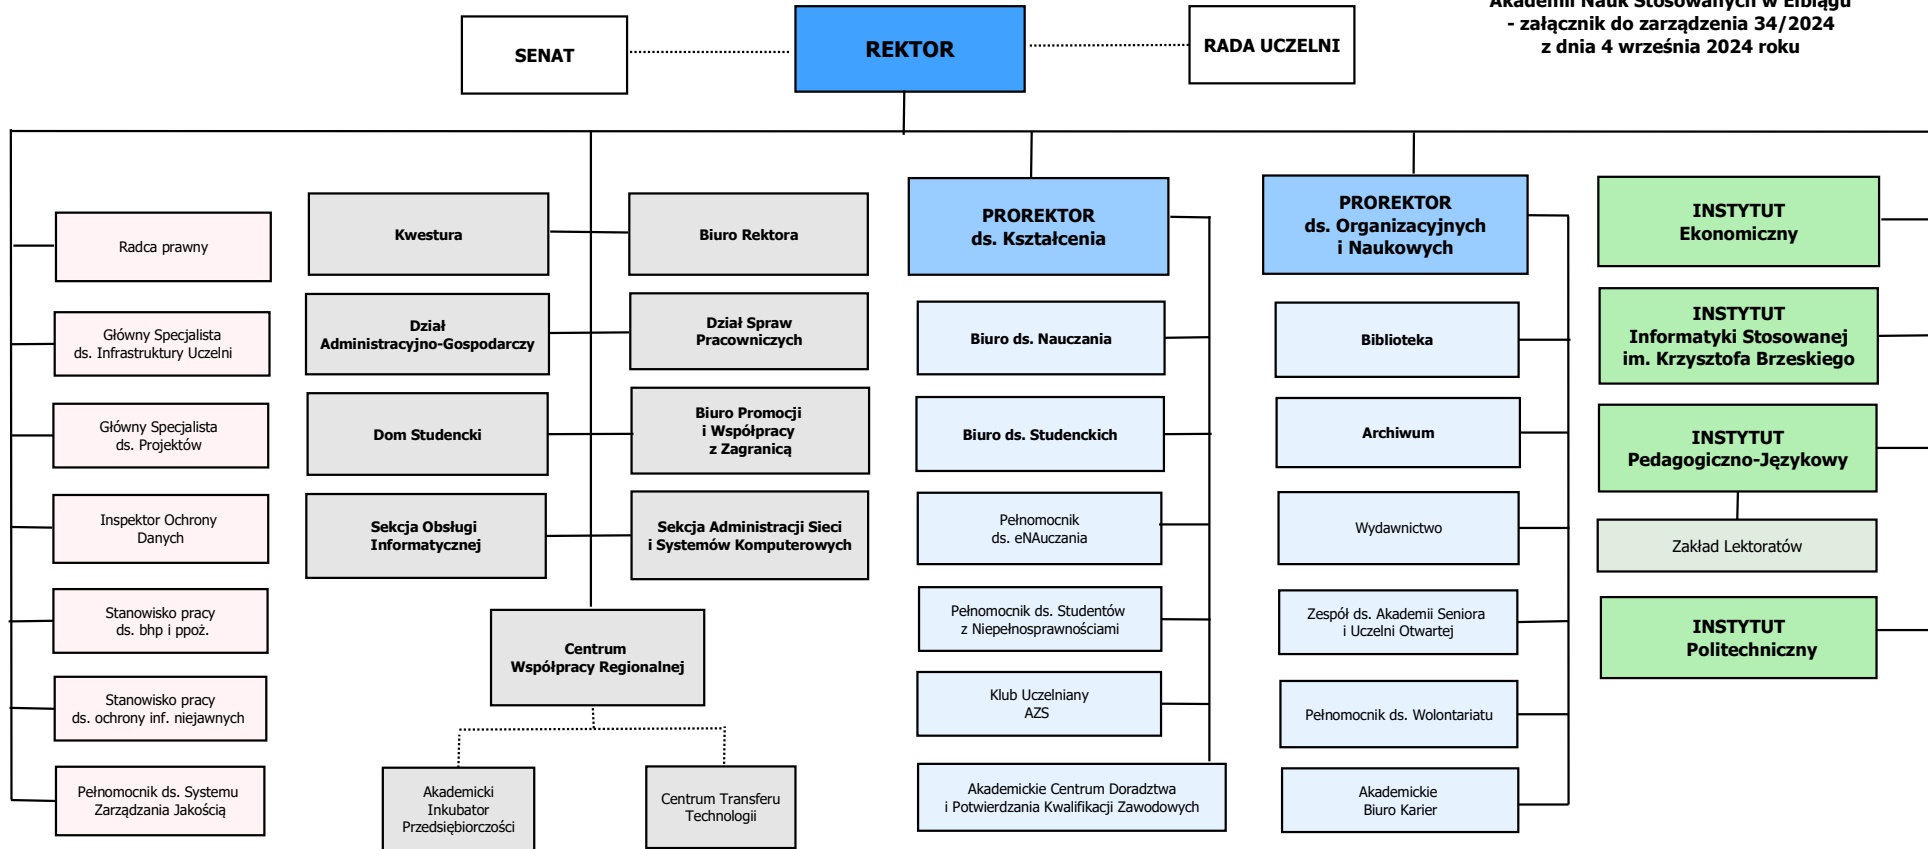 Akademii Nauk Stosowanych w Elblągu
- załącznik do zarządzenia 34/2024
z dnia 4 września 2024 roku
SENAT
REKTOR
RADA UCZELNI
Radca prawny
Główny Specjalista
ds. Infrastruktury Uczelni
Główny Specjalista
ds. Projektów
Inspektor Ochrony
Danych
Stanowisko pracy
ds. bhp i ppoż.
Stanowisko pracy
ds. ochrony inf. niejawnych
Pełnomocnik ds. Systemu
Zarządzania Jakością
Kwestura
Biuro Rektora
Dział
Administracyjno-Gospodarczy
Dział Spraw
Pracowniczych
Dom Studencki
Biuro Promocji
i Współpracy
z Zagranicą
Sekcja Obsługi
Informatycznej
Sekcja Administracji Sieci
i Systemów Komputerowych
Centrum
Współpracy Regionalnej
Akademicki
Inkubator
Przedsiębiorczości
Centrum Transferu
Technologii
PROREKTOR
ds. Kształcenia
Biuro ds. Nauczania
Biuro ds. Studenckich
Pełnomocnik
ds. eNAuczania
Pełnomocnik ds. Studentów
z Niepełnosprawnościami
Klub Uczelniany
AZS
Akademickie Centrum Doradztwa
i Potwierdzania Kwalifikacji Zawodowych
PROREKTOR
ds. Organizacyjnych
i Naukowych
Biblioteka
Archiwum
Wydawnictwo
Zespół ds. Akademii Seniora
i Uczelni Otwartej
Pełnomocnik ds. Wolontariatu
Akademickie
Biuro Karier
INSTYTUT
Ekonomiczny
INSTYTUT
Informatyki Stosowanej
im. Krzysztofa Brzeskiego
INSTYTUT
Pedagogiczno-Językowy
Zakład Lektoratów
INSTYTUT
Politechniczny